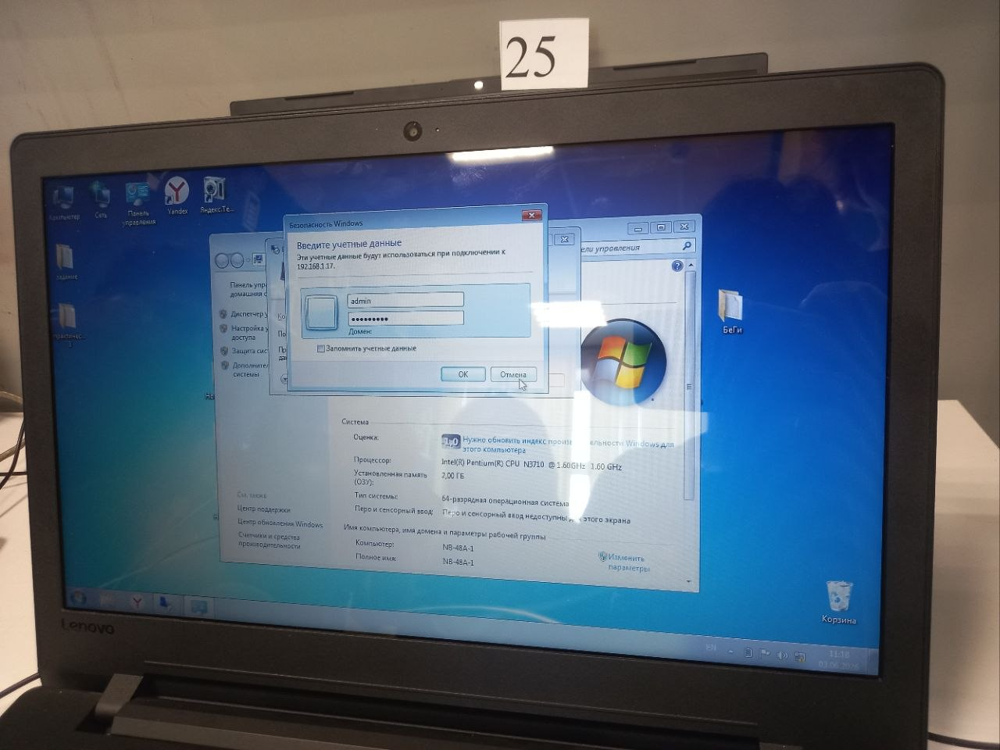 25
Компьютер
Сеть
Панель управления
Yandex
Яндекс.Те...
задание
БеГи
Корзина
Безопасность Windows
Введите учетные данные
Эти учетные данные будут использоваться при подключении к
192.168.1.17.
admin
Домен:
Запомнить учетные данные
OK
Отмена
ели управления
Панель упра
домашняя с
Диспетчер у
Настройка у
доступа
Защита сис
Дополнител
системы
Система
Оценка:
1,0
Нужно обновить индекс производительности Windows для
этого компьютера
Процессор:
Intel(R) Pentium(R) CPU N3710 @ 1.60GHz 1.60 GHz
Установленная память
(ОЗУ):
2,00 ГБ
Тип системы:
64-разрядная операционная система
Перо и сенсорный ввод:
Перо и сенсорный ввод недоступны для этого экрана
Имя компьютера, имя домена и параметры рабочей группы
Компьютер:
NB-48A-1
Полное имя:
NB-48A-1
Изменить
параметры
См. также
Центр поддержки
Центр обновления Windows
Счетчики и средства
производительности
EN
11:18
Lenovo